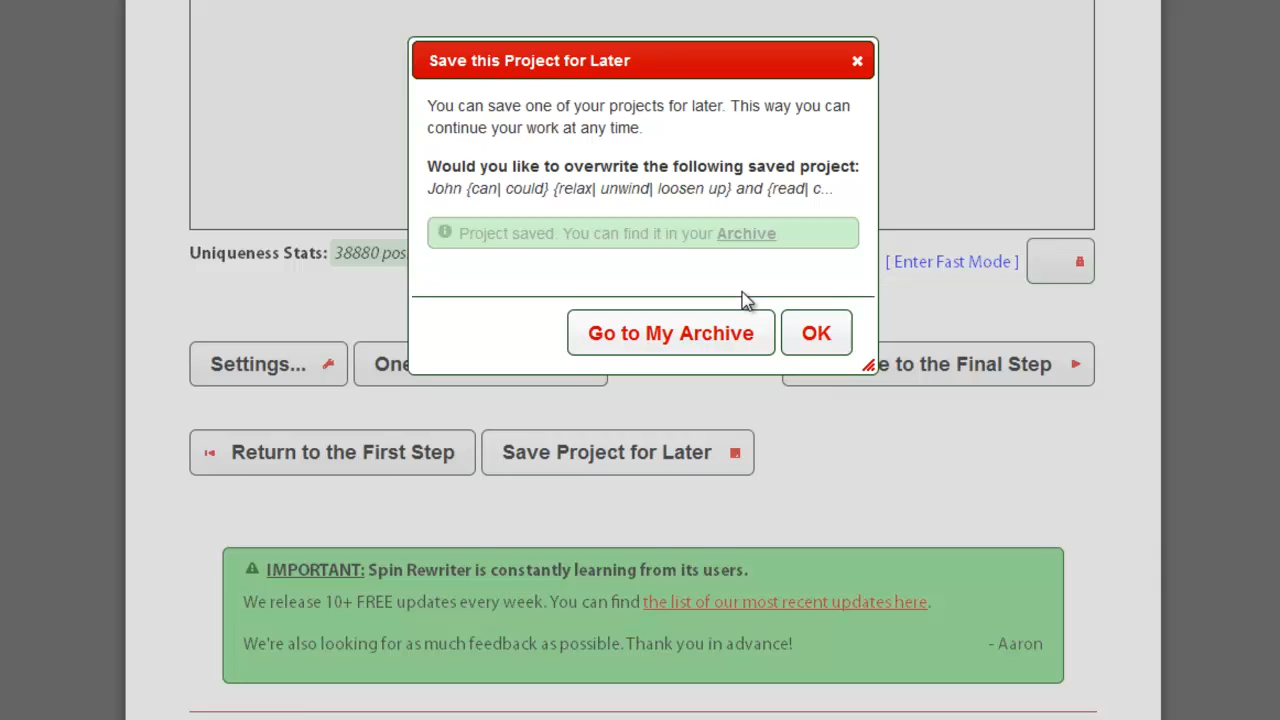 Save this Project for Later
You can save one of your projects for later. This way you can
continue your work at any time.
Would you like to overwrite the following saved project:
John {can| could} {relax| unwind| loosen up} and {read| c...
Project saved. You can find it in your Archive
Uniqueness Stats: 38880 pos
[ Enter Fast Mode ]
Go to My Archive
OK
Settings...
One
e to the Final Step
Return to the First Step
Save Project for Later
IMPORTANT: Spin Rewriter is constantly learning from its users.
We release 10+ FREE updates every week. You can find the list of our most recent updates here.
We're also looking for as much feedback as possible. Thank you in advance!
- Aaron